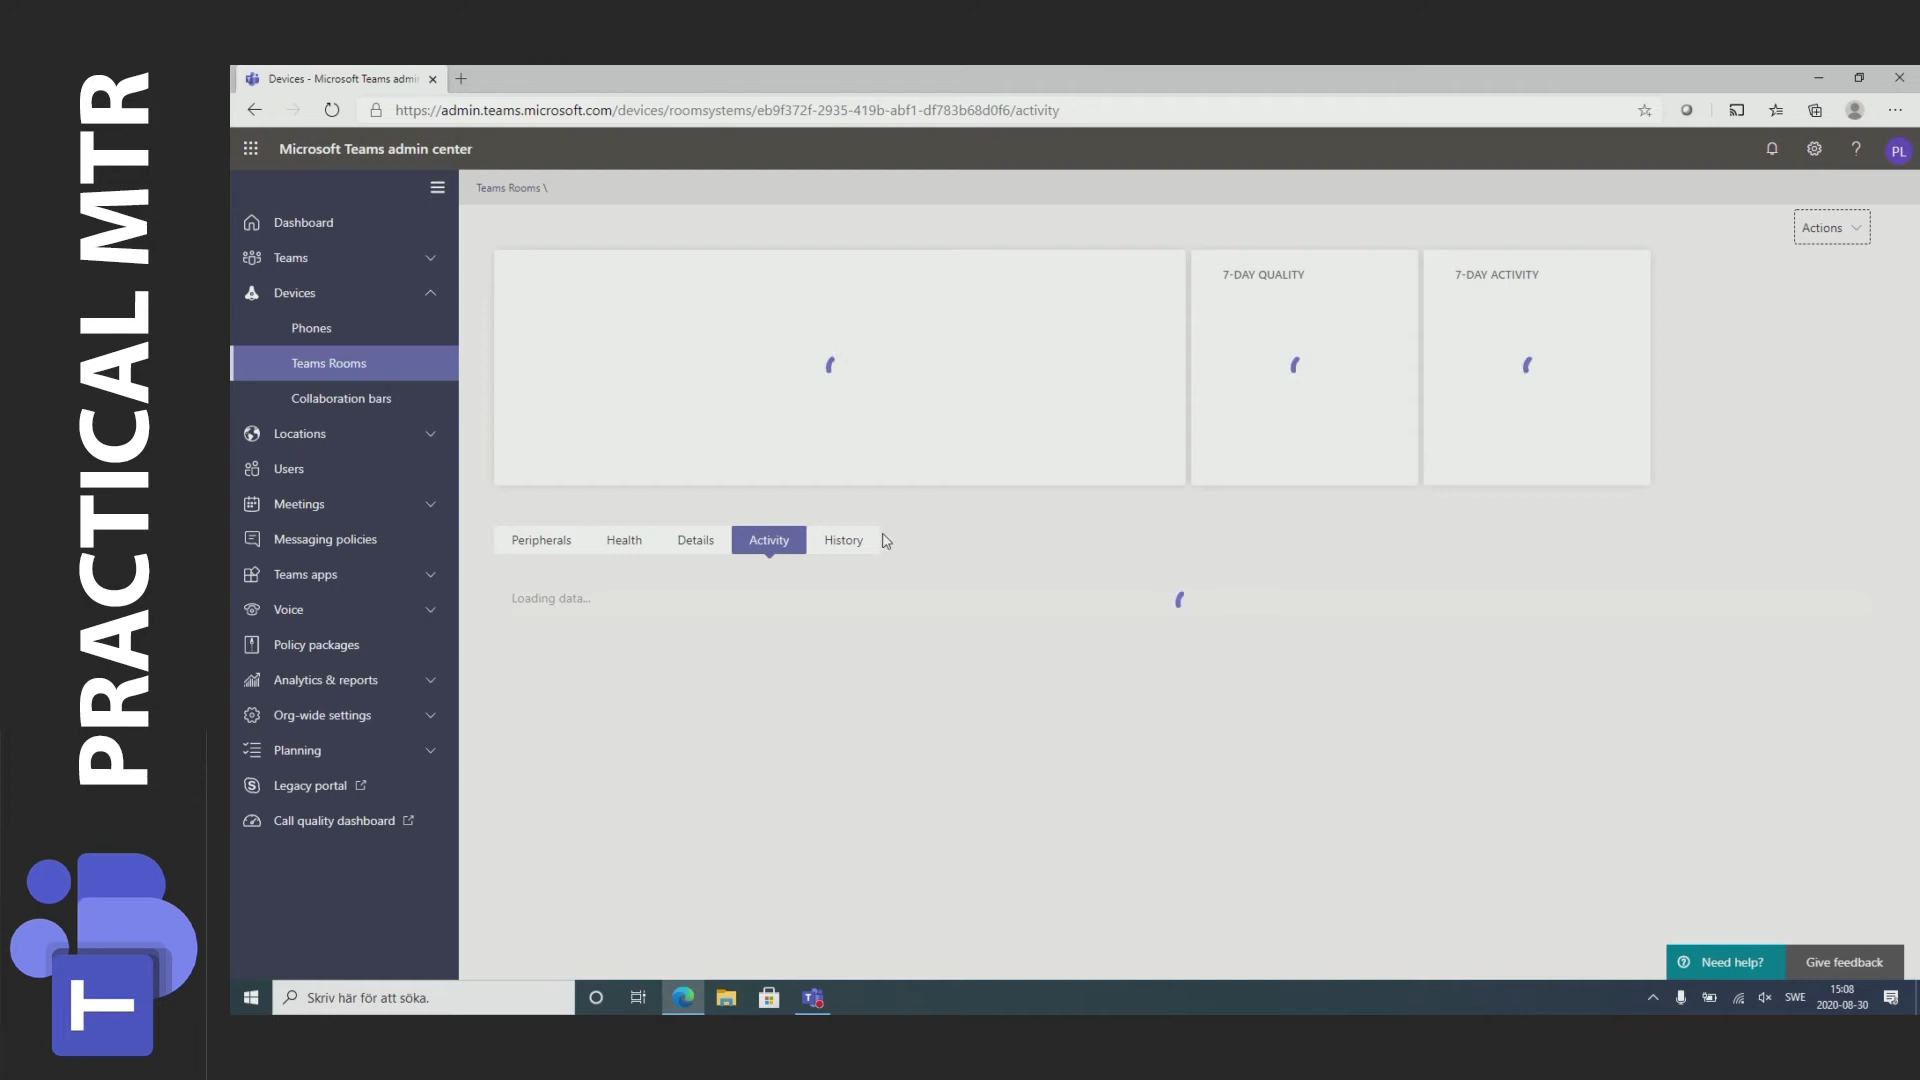 PRACTICAL MTR
T
Devices - Microsoft Teams admi
https://admin.teams.microsoft.com/devices/roomsystems/eb9f372f-2935-419b-abf1-df783b68d0f6/activity
Microsoft Teams admin center
PL
Teams Rooms \
Actions
Dashboard
Teams
Devices
Phones
Teams Rooms
Collaboration bars
Locations
Users
Meetings
Messaging policies
Teams apps
Voice
Policy packages
Analytics & reports
Org-wide settings
Planning
Legacy portal
Call quality dashboard
7-DAY QUALITY
7-DAY ACTIVITY
Peripherals
Health
Details
Activity
History
Loading data...
Need help?
Give feedback
Skriv här för att söka.
SWE
15:08
2020-08-30